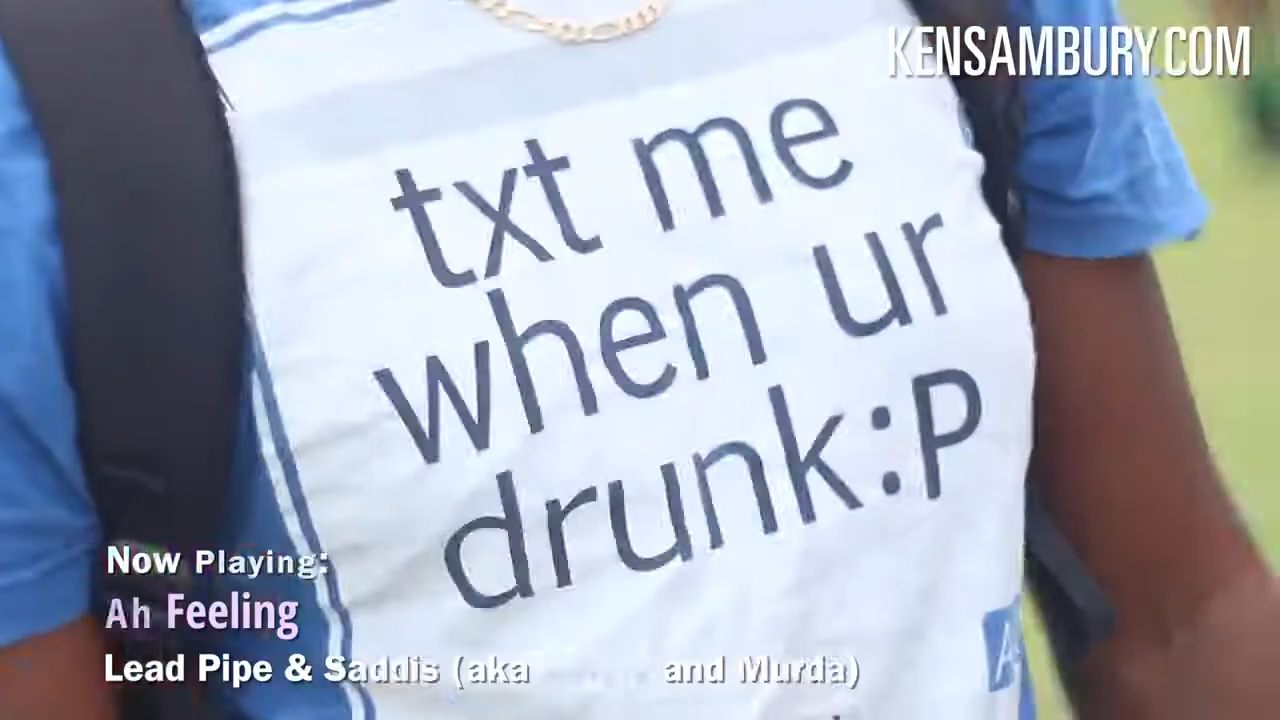 KENSAMBURY.COM
txt me
when ur
drunk:P
Now Playing:
Ah Feeling
Lead Pipe & Saddis (aka and Murda)